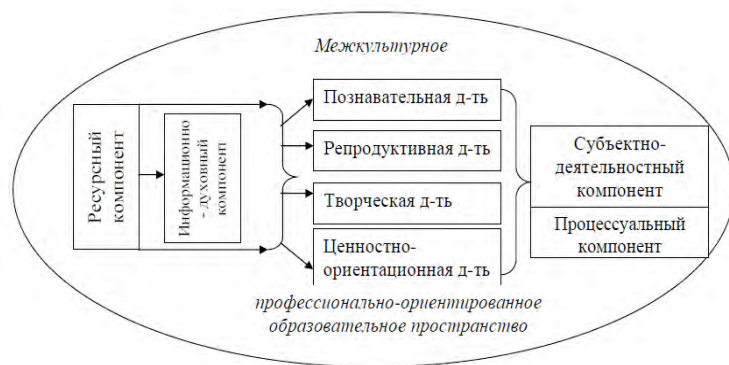 Межкультурное
Ресурсный
компонент
Информационно
- духовный
компонент
Познавательная д-ть
Репродуктивная д-ть
Творческая д-ть
Ценностно-
ориентационная д-ть
Субъектно-
деятельностный
компонент
Процессуальный
компонент
профессионально-ориентированное
образовательное пространство